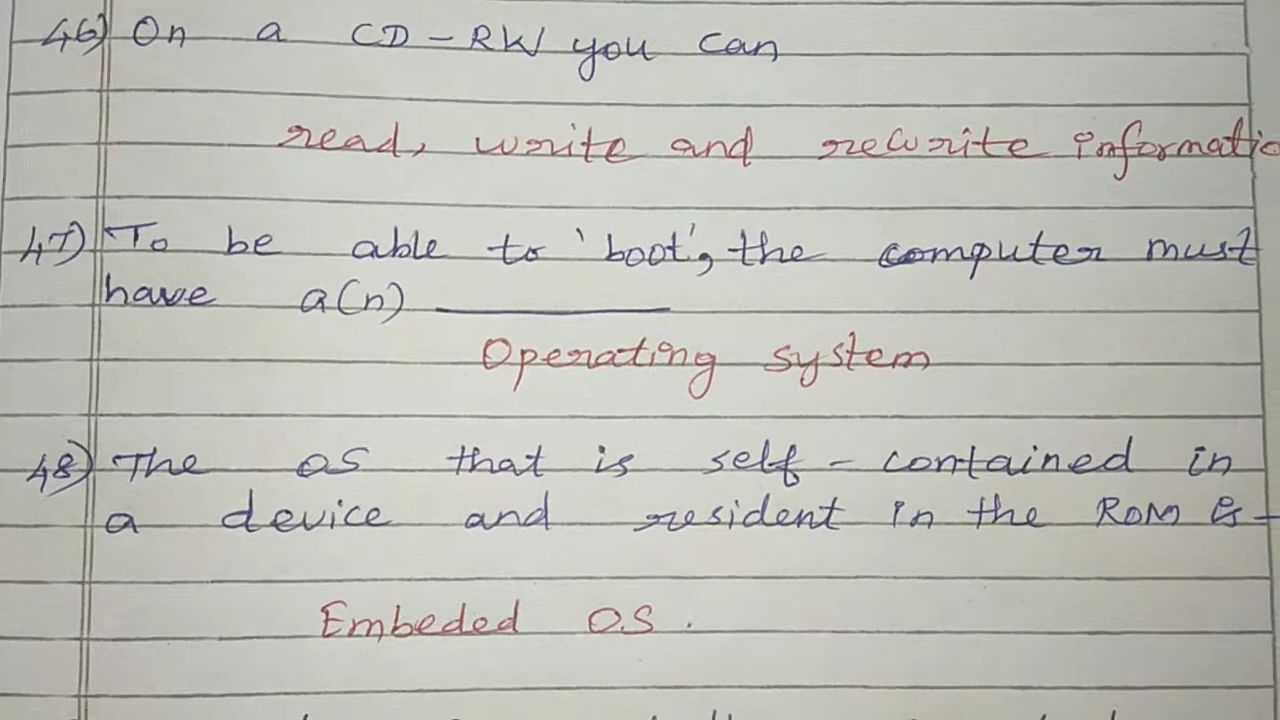 46) On a CD-RW you can
read, write and rewrite informatio
47) To be able to 'boot', the computer must
have a(n) ________
Operating system
48) The OS that is self-contained in
a device and resident in the ROM is
Embeded O.S.